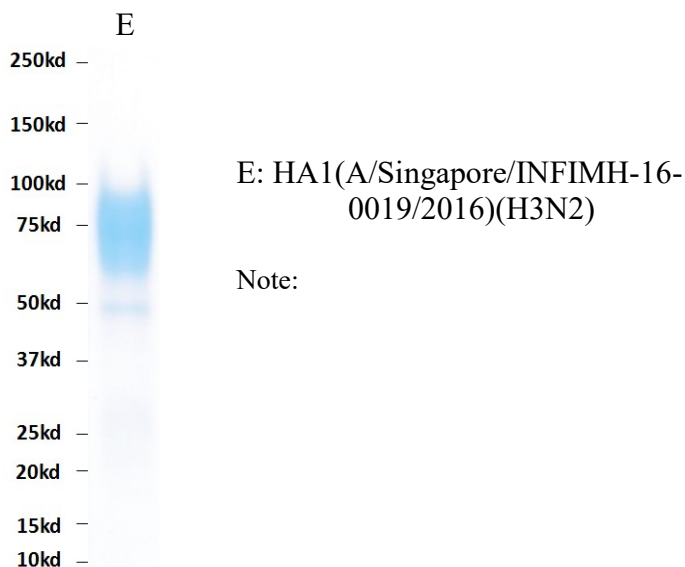 E
250kd
150kd
100kd
75kd
50kd
37kd
25kd
20kd
15kd
10kd
E: HA1(A/Singapore/INFIMH-16-
0019/2016)(H3N2)
Note: